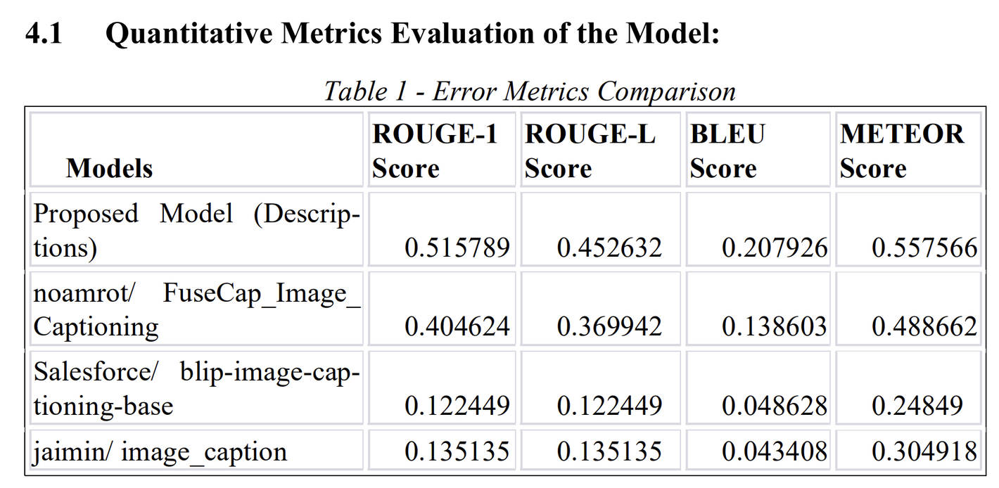 4.1 Quantitative Metrics Evaluation of the Model:
Table 1 - Error Metrics Comparison
Models ROUGE-1 Score ROUGE-L Score BLEU Score METEOR Score
Proposed Model (Descrip-
tions) 0.515789 0.452632 0.207926 0.557566
noamrot/ FuseCap_Image_
Captioning 0.404624 0.369942 0.138603 0.488662
Salesforce/ blip-image-cap-
tioning-base 0.122449 0.122449 0.048628 0.24849
jaimin/ image_caption 0.135135 0.135135 0.043408 0.304918